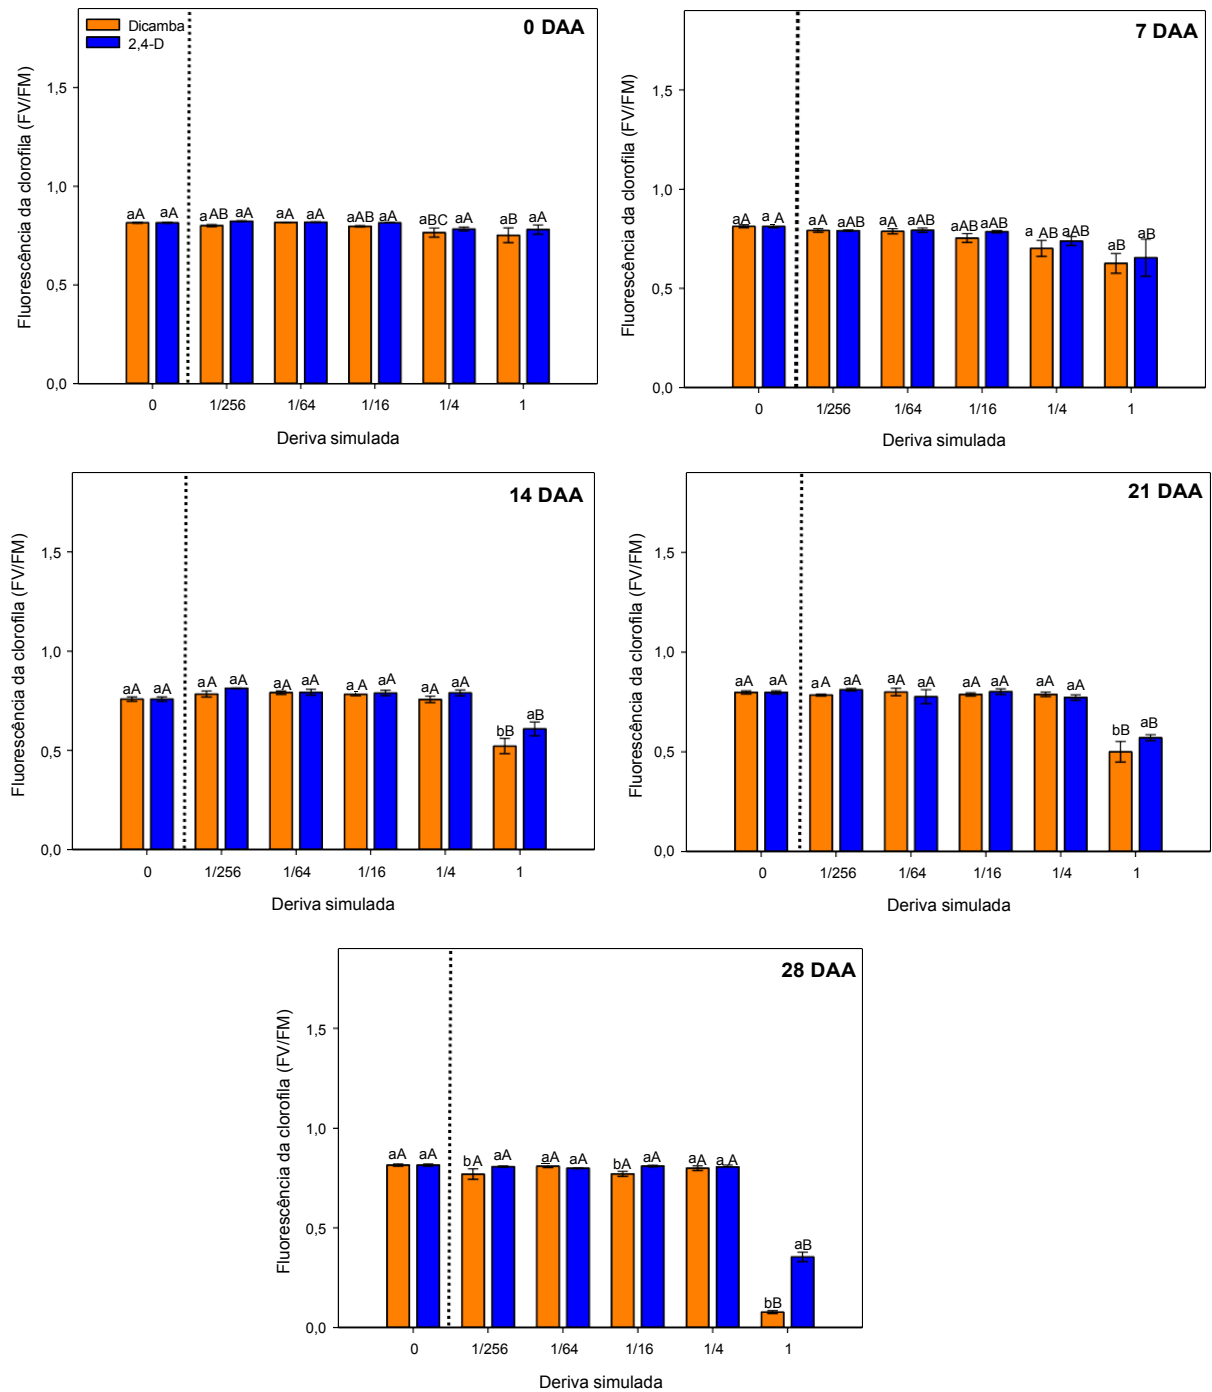 Dicamba
2,4-D
0 DAA
Fluorescência da clorofila (FV/FM)
1,5
1,0
0,5
0,0
aA aA aAB aA aA aA aAB aA aBC aA aB aA
0 1/256 1/64 1/16 1/4 1
Deriva simulada
7 DAA
Fluorescência da clorofila (FV/FM)
1,5
1,0
0,5
0,0
aA aA aA aAB aA aAB aAB aAB a AB aAB aB aB
0 1/256 1/64 1/16 1/4 1
Deriva simulada
14 DAA
Fluorescência da clorofila (FV/FM)
1,5
1,0
0,5
0,0
aA aA aA aA aA aA aA aA aA aA bB aB
0 1/256 1/64 1/16 1/4 1
Deriva simulada
21 DAA
Fluorescência da clorofila (FV/FM)
1,5
1,0
0,5
0,0
aA aA aA aA aA aA aA aA aA aA bB aB
0 1/256 1/64 1/16 1/4 1
Deriva simulada
28 DAA
Fluorescência da clorofila (FV/FM)
1,5
1,0
0,5
0,0
aA aA bA aA aA aA bA aA aA aA bB aB
0 1/256 1/64 1/16 1/4 1
Deriva simulada